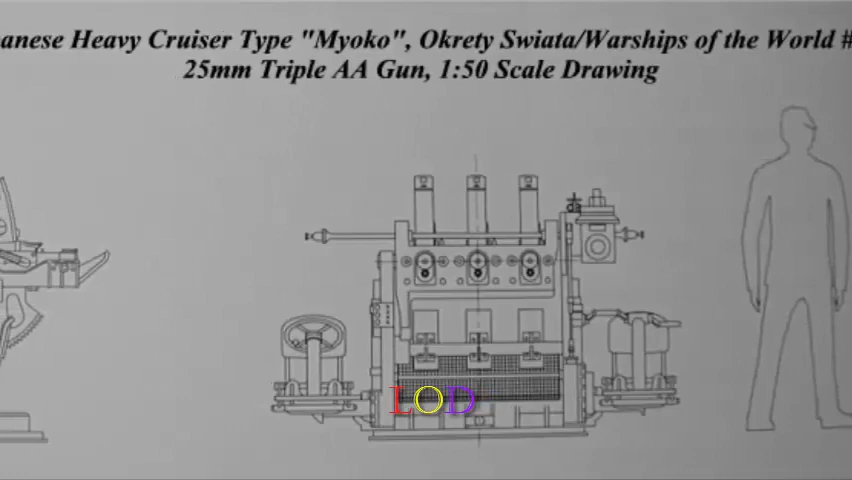 anese Heavy Cruiser Type "Myoko", Okrety Swiata/Warships of the World #
25mm Triple AA Gun, 1:50 Scale Drawing
LOD